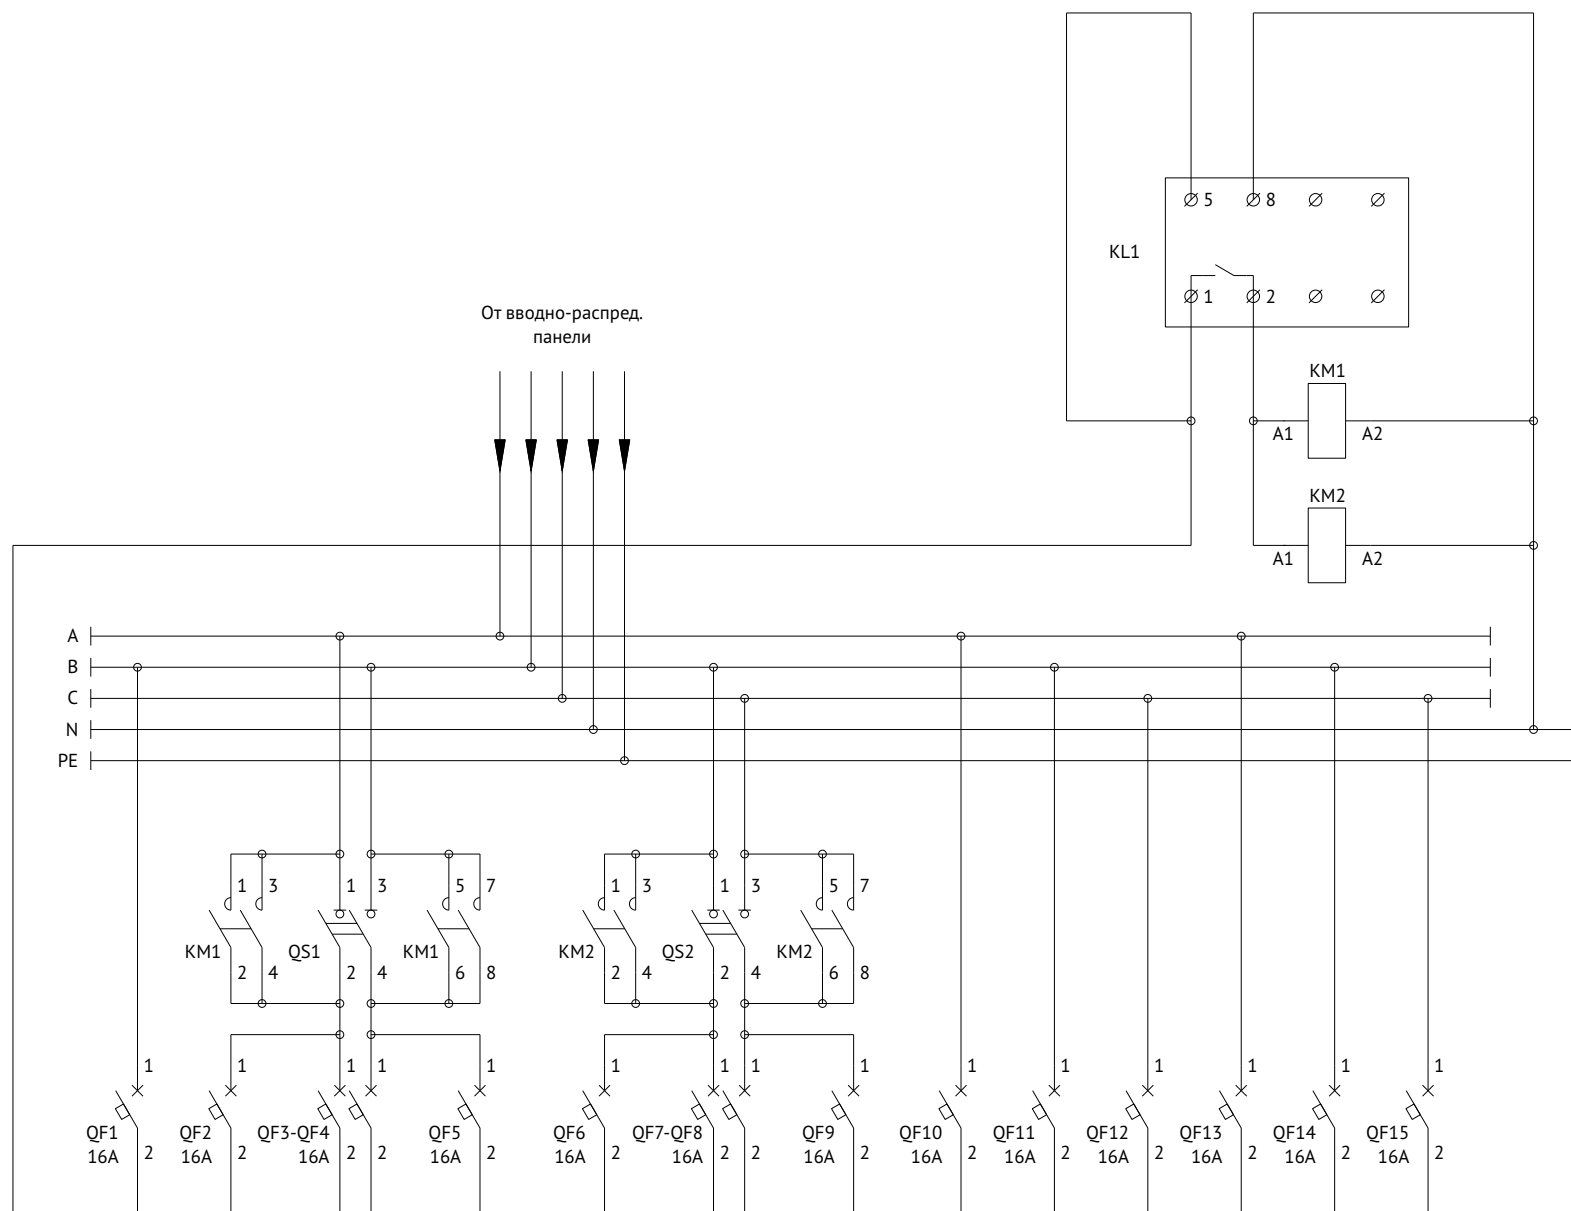 5 8
KL1
1 2
От вводно-распред.
панели
KM1
A1 A2
KM2
A1 A2
A
B
C
N
PE
1 3 1 3 5 7 1 3 1 3 5 7
KM1 QS1 KM1 KM2 QS2 KM2
2 4 2 4 6 8 2 4 2 4 6 8
1 1 1 1 1 1 1 1 1 1 1 1 1 1 1
QF1 QF2 QF3-QF4 QF5 QF6 QF7-QF8 QF9 QF10 QF11 QF12 QF13 QF14 QF15
16A 2 16A 2 16A 2 2 16A 2 16A 2 16A 2 2 16A 2 16A 2 16A 2 16A 2 16A 2 16A 2 16A 2